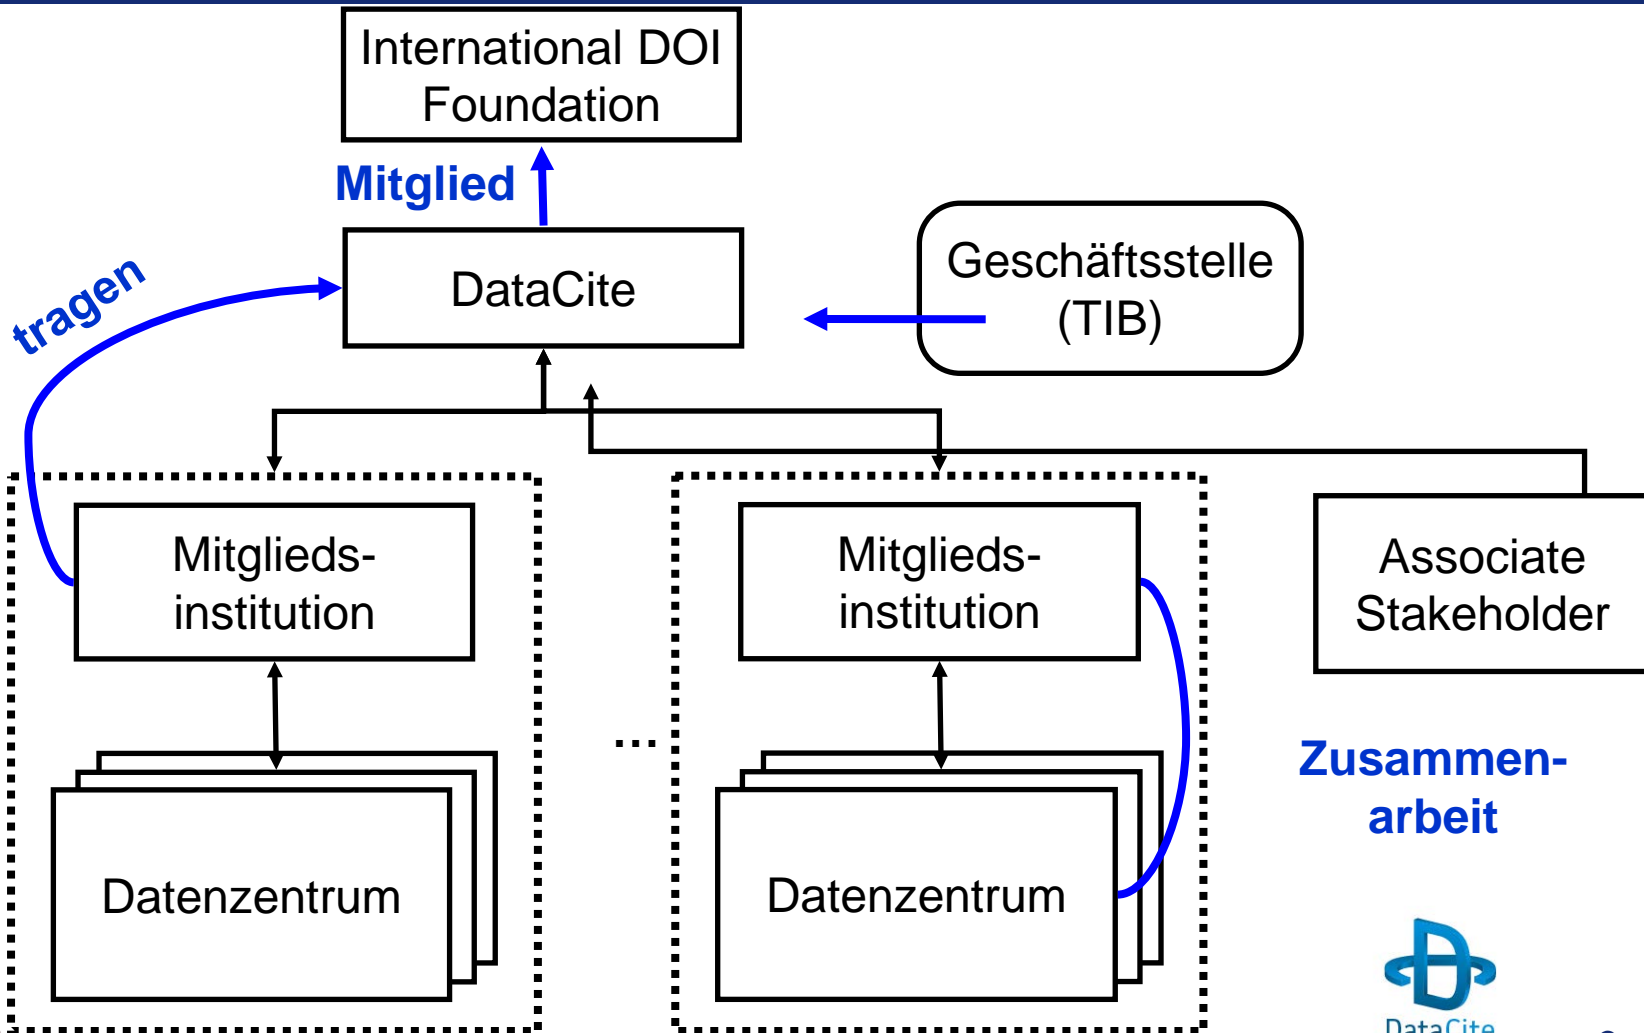 International DOI
Foundation
Mitglied
tragen
DataCite
Geschäftsstelle
(TIB)
Mitglieds-
institution
Mitglieds-
institution
Associate
Stakeholder
...
Zusammen-
arbeit
Datenzentrum
Datenzentrum
DataCite